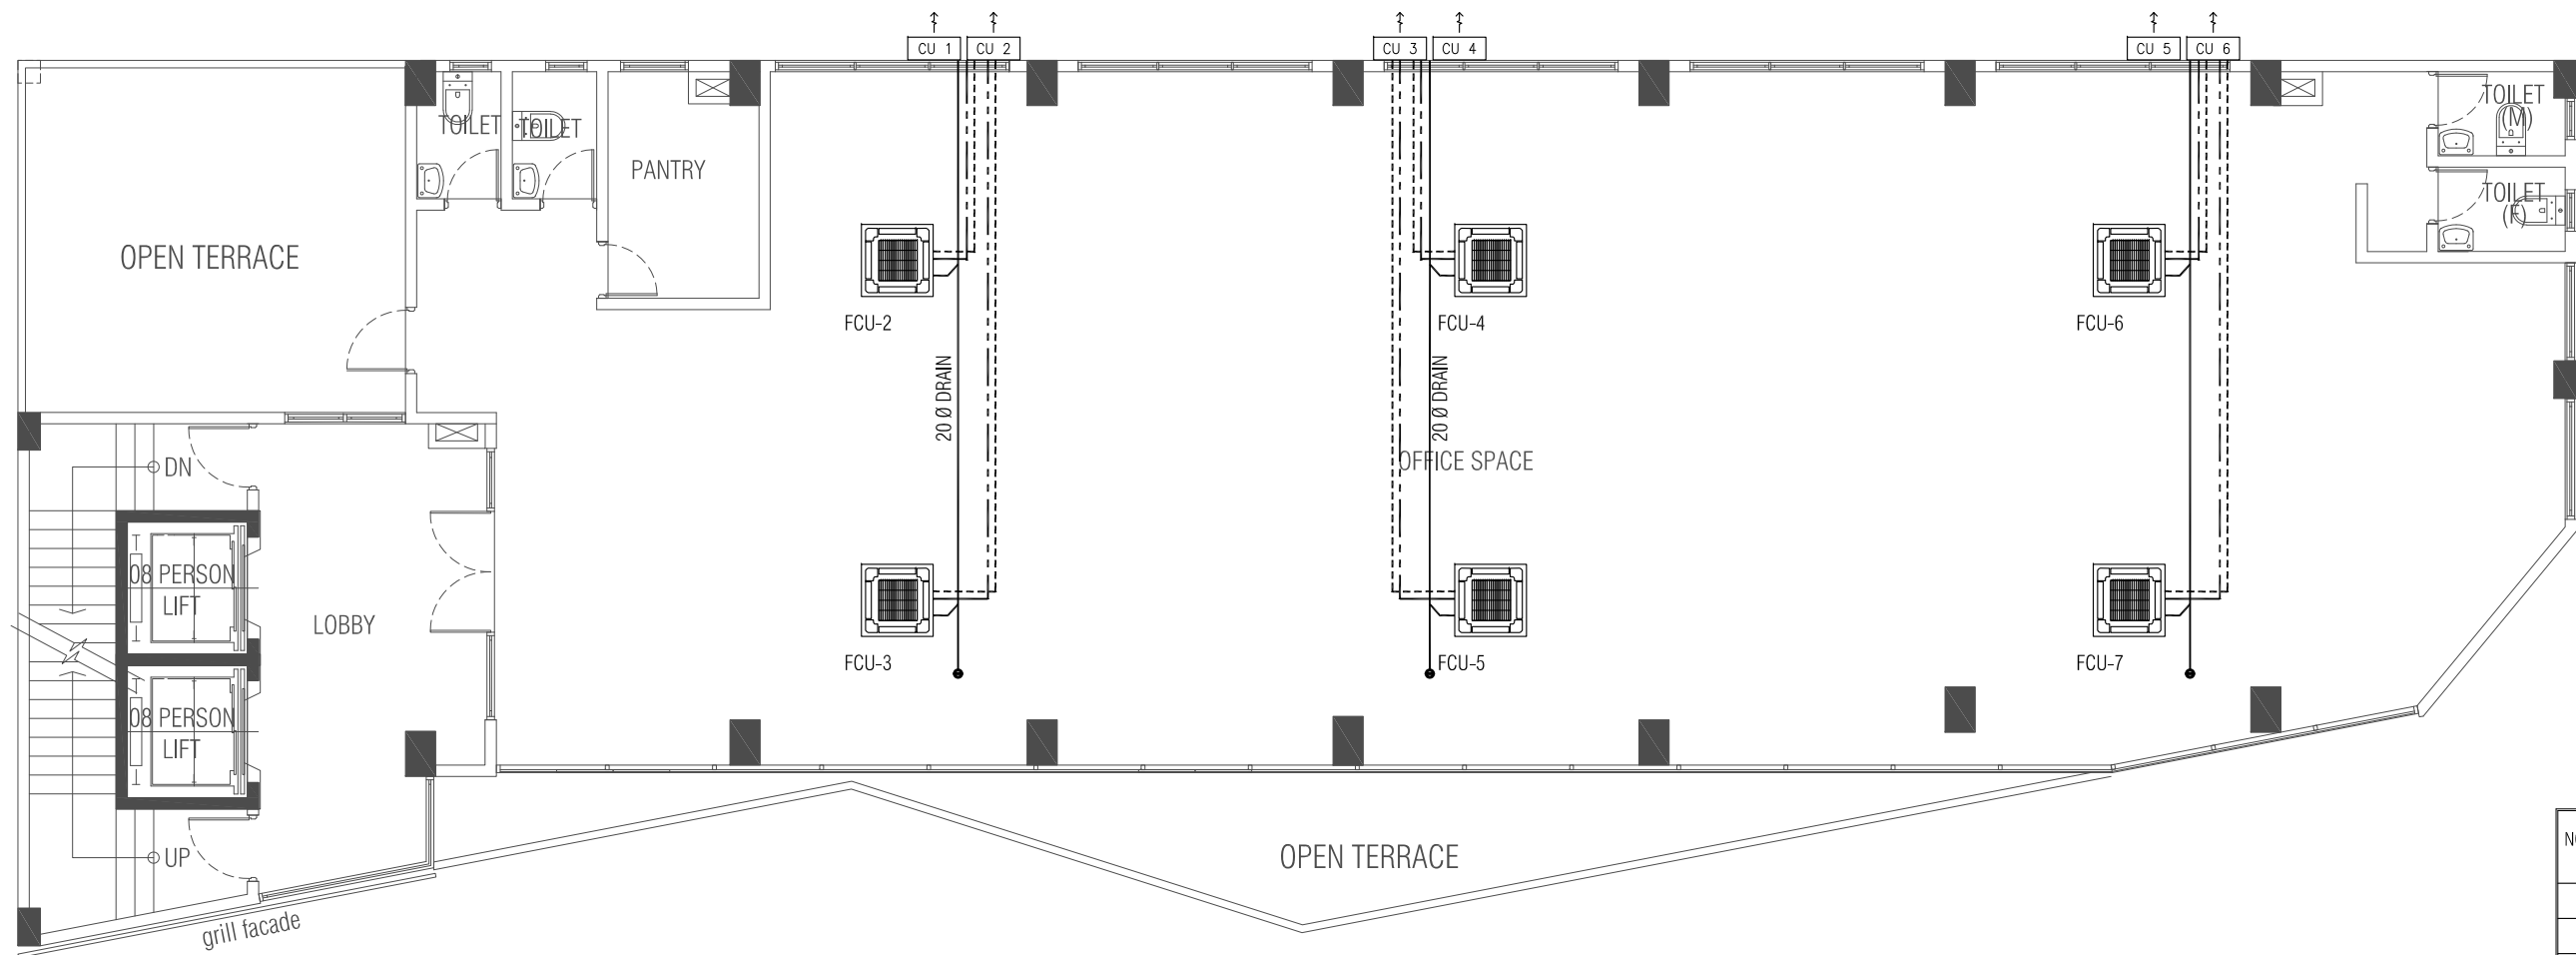 CU 1
CU 2
CU 3
CU 4
CU 5
CU 6
TOILET
TOILET
PANTRY
TOILET
(M)
TOILET
(F)
OPEN TERRACE
FCU-2
FCU-4
FCU-6
20 Ø DRAIN
20 Ø DRAIN
OFFICE SPACE
DN
08 PERSON
LIFT
LOBBY
FCU-3
FCU-5
FCU-7
08 PERSON
LIFT
UP
OPEN TERRACE
grill facade